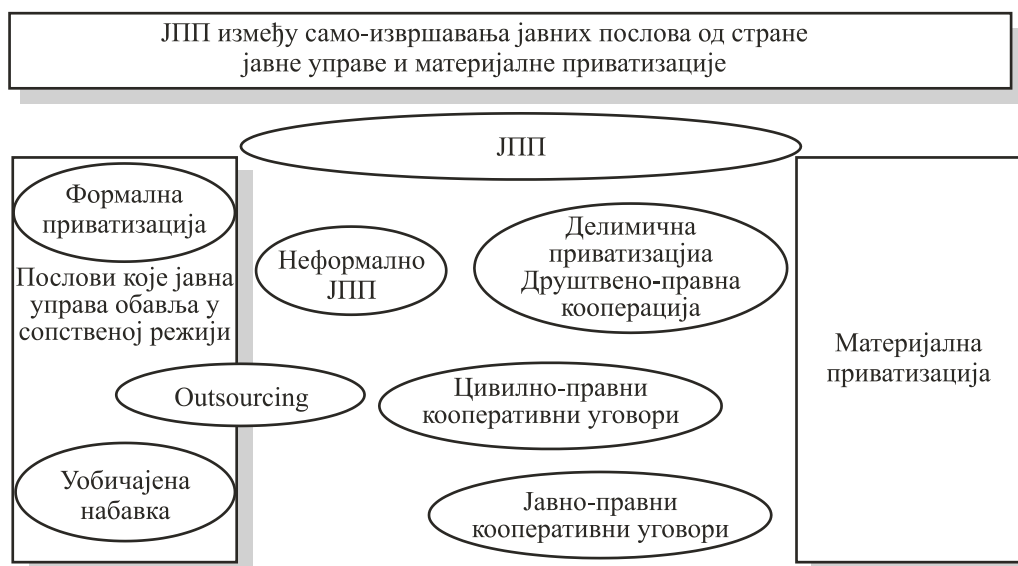 ЈПП између само-извршавања јавних послова од стране
јавне управе и материјалне приватизације
ЈПП
Формална
приватизација
Послови које јавна
управа обавља у
сопственој режији
Неформално
ЈПП
Делимична
приватизацјиа
Друштвено-правна
кооперација
Материјална
приватизација
Outsourcing
Цивилно-правни
кооперативни уговори
Уобичајена
набавка
Јавно-правни
кооперативни уговори